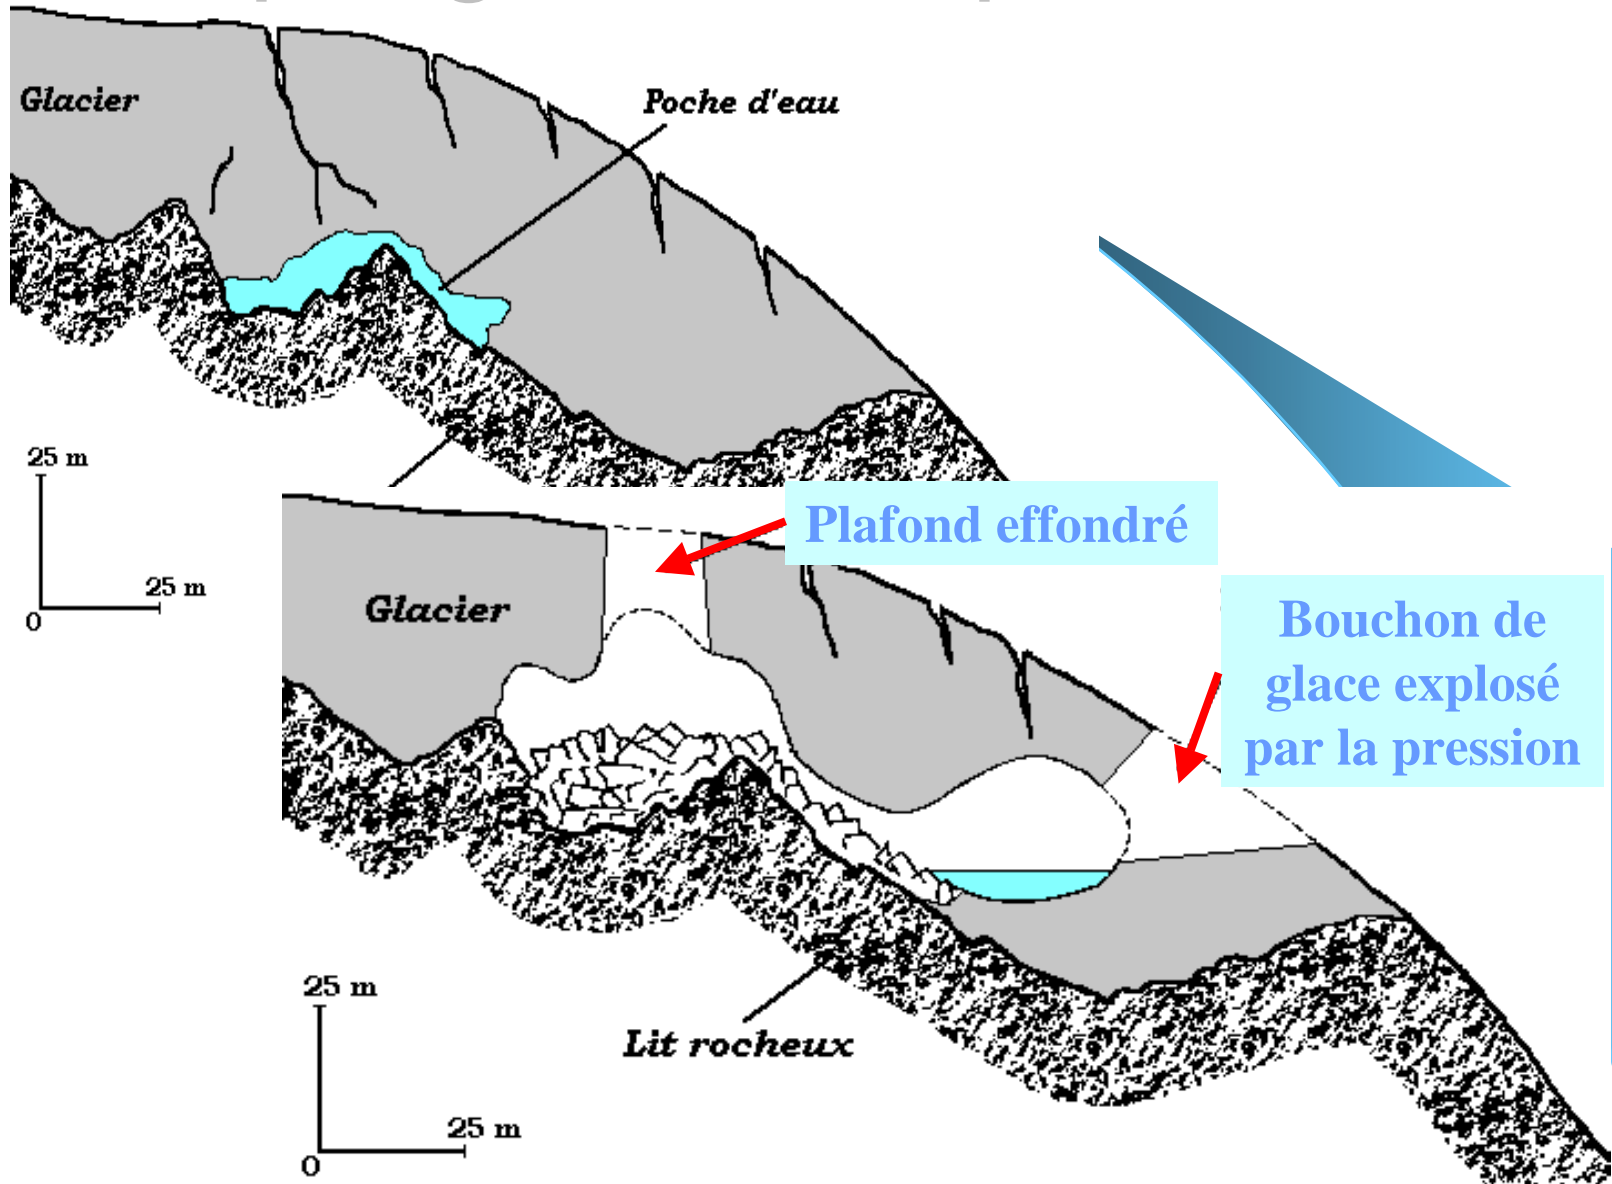 Glacier
Poche d'eau
25 m
25 m
0
Plafond effondré
Glacier
Bouchon de
glace explosé
par la pression
25 m
25 m
0
Lit rocheux